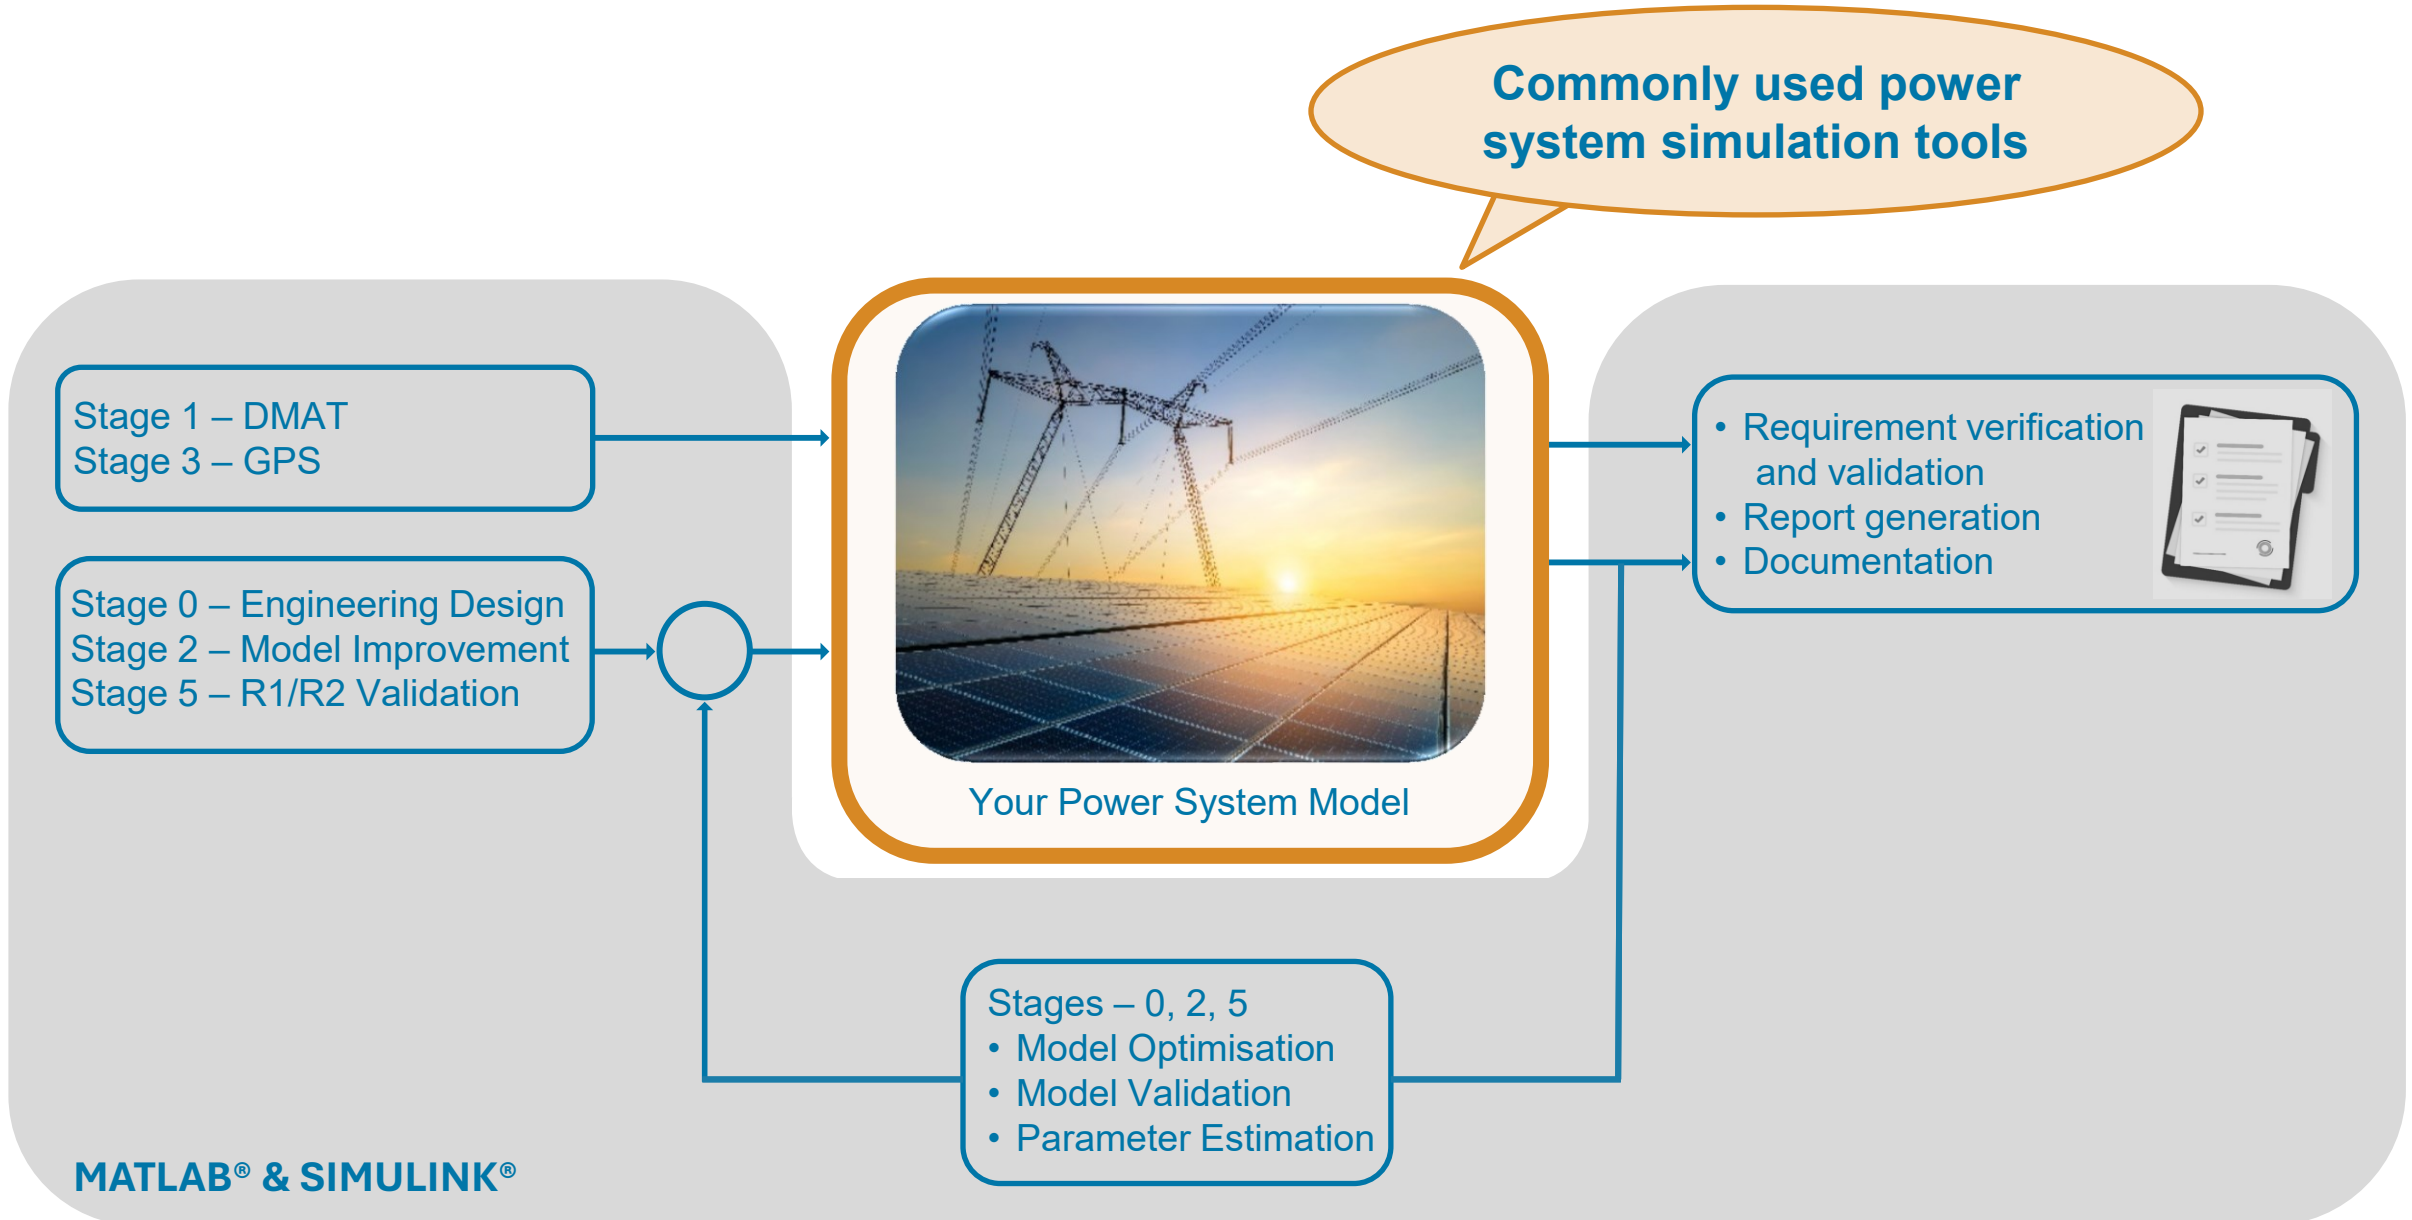 Commonly used power
system simulation tools
Stage 1 – DMAT
Stage 3 – GPS
Stage 0 – Engineering Design
Stage 2 – Model Improvement
Stage 5 – R1/R2 Validation
Your Power System Model
• Requirement verification
and validation
• Report generation
• Documentation
Stages – 0, 2, 5
• Model Optimisation
• Model Validation
• Parameter Estimation
MATLAB® & SIMULINK®